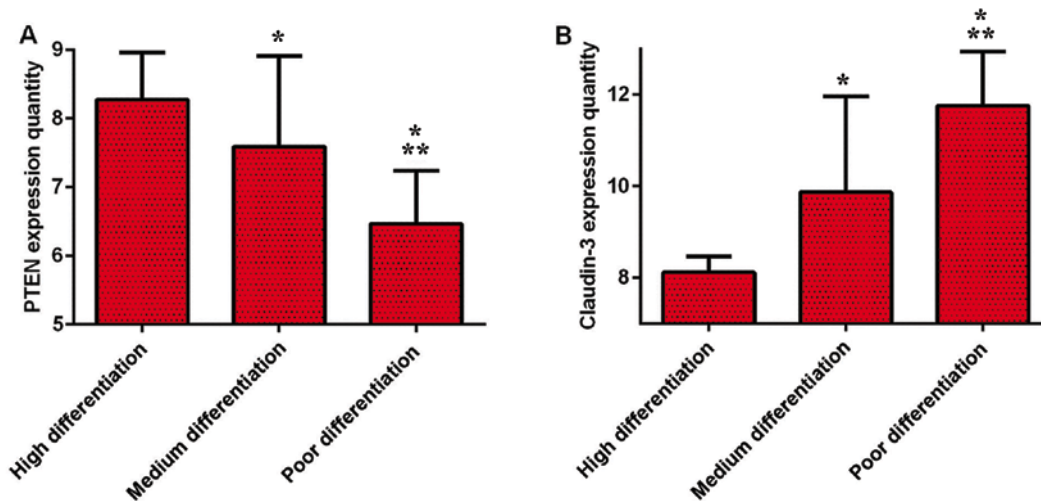 A
PTEN expression quantity
9
8
7
6
5
*
*
**
High differentiation
Medium differentiation
Poor differentiation
B
Claudin-3 expression quantity
12
10
8
*
*
**
High differentiation
Medium differentiation
Poor differentiation